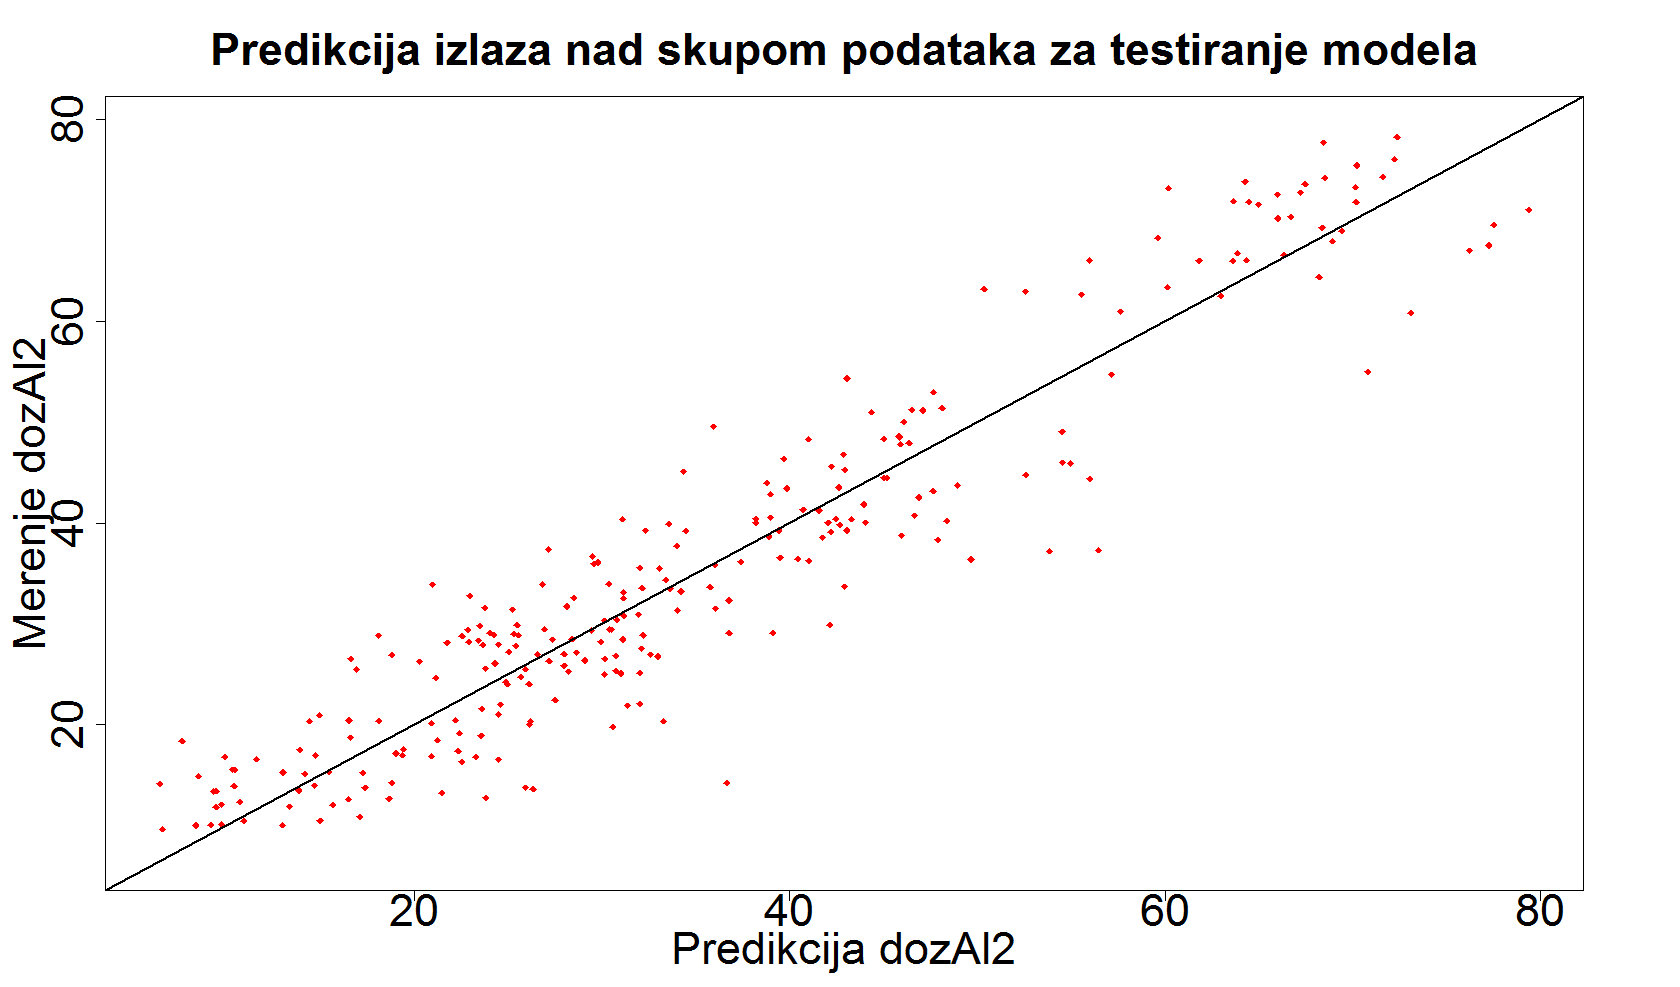 Predikcija izlaza nad skupom podataka za testiranje modela
80
60
40
20
Merenje dozAl2
20 40 60 80
Predikcija dozAl2